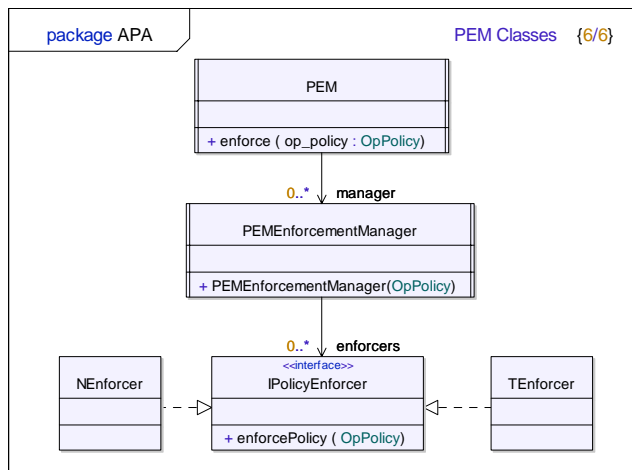 package APA
PEM Classes {6/6}
PEM
+ enforce ( op_policy : OpPolicy)
0..* manager
PEMEnforcementManager
+ PEMEnforcementManager(OpPolicy)
0..* enforcers
<<interface>>
NEnforcer
IPolicyEnforcer
TEnforcer
+ enforcePolicy ( OpPolicy)